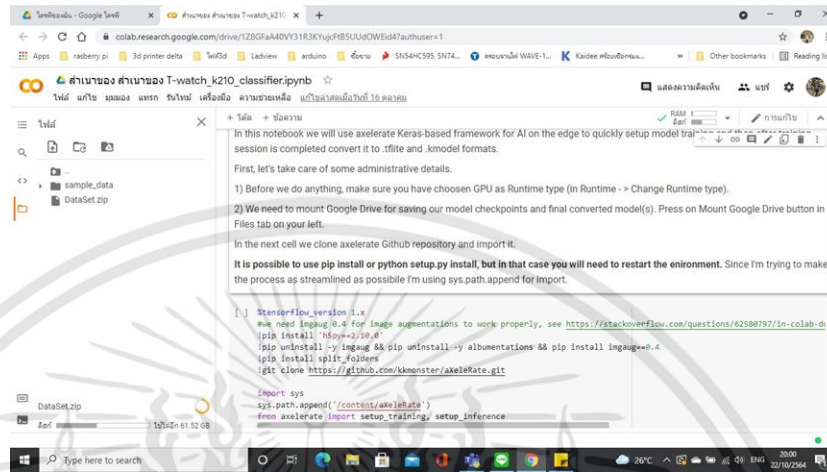 ไดรฟ์ของฉัน - Google ไดรฟ์
สำเนาของ สำเนาของ T-watch_k210_
colab.research.google.com/drive/1Z8GFaA40VY31R3KYujcFtB5UUdOWEid4?authuser=1
Apps
rasberry pi
3d printer delta
ไฟล์Gid
Ladview
arduino
SN54HC595, SN74...
Other bookmarks
Reading list
สำเนาของ สำเนาของ T-watch_k210_classifier.ipynb
แสดงความคิดเห็น
แชร์
ไฟล์ แก้ไข มุมมอง แทรก รันไทม์ เครื่องมือ ความช่วยเหลือ แก้ไขล่าสุดเมื่อวันที่ 16 ตุลาคม
ไฟล์
+ โค้ด + ข้อความ
RAM
ดิสก์
การแก้ไข
..
sample_data
DataSet.zip
In this notebook we will use axelerate Keras-based framework for AI on the edge to quickly setup model training and then after training
session is completed convert it to .tflite and .kmodel formats.
First, let's take care of some administrative details.
1) Before we do anything, make sure you have choosen GPU as Runtime type (in Runtime - > Change Runtime type).
2) We need to mount Google Drive for saving our model checkpoints and final converted model(s). Press on Mount Google Drive button in
Files tab on your left.
In the next cell we clone axelerate Github repository and import it.
It is possible to use pip install or python setup.py install, but in that case you will need to restart the enironment. Since I'm trying to make
the process as streamlined as possibile I'm using sys.path.append for import.
[ ] %tensorflow_version 1.x
#we need imgaug 0.4 for image augmentations to work properly, see https://stackoverflow.com/questions/62580797/in-colab-do
!pip install 'h5py==2.10.0'
!pip uninstall -y imgaug && pip uninstall -y albumentations && pip install imgaug==0.4
!pip install split_folders
!git clone https://github.com/kkmonster/aXeleRate.git
import sys
sys.path.append('/content/aXeleRate')
from axelerate import setup_training, setup_inference
DataSet.zip
ดิสก์
ใช้ได้อีก 61.52 GB
Type here to search
26°C
ENG
20:00
22/10/2564